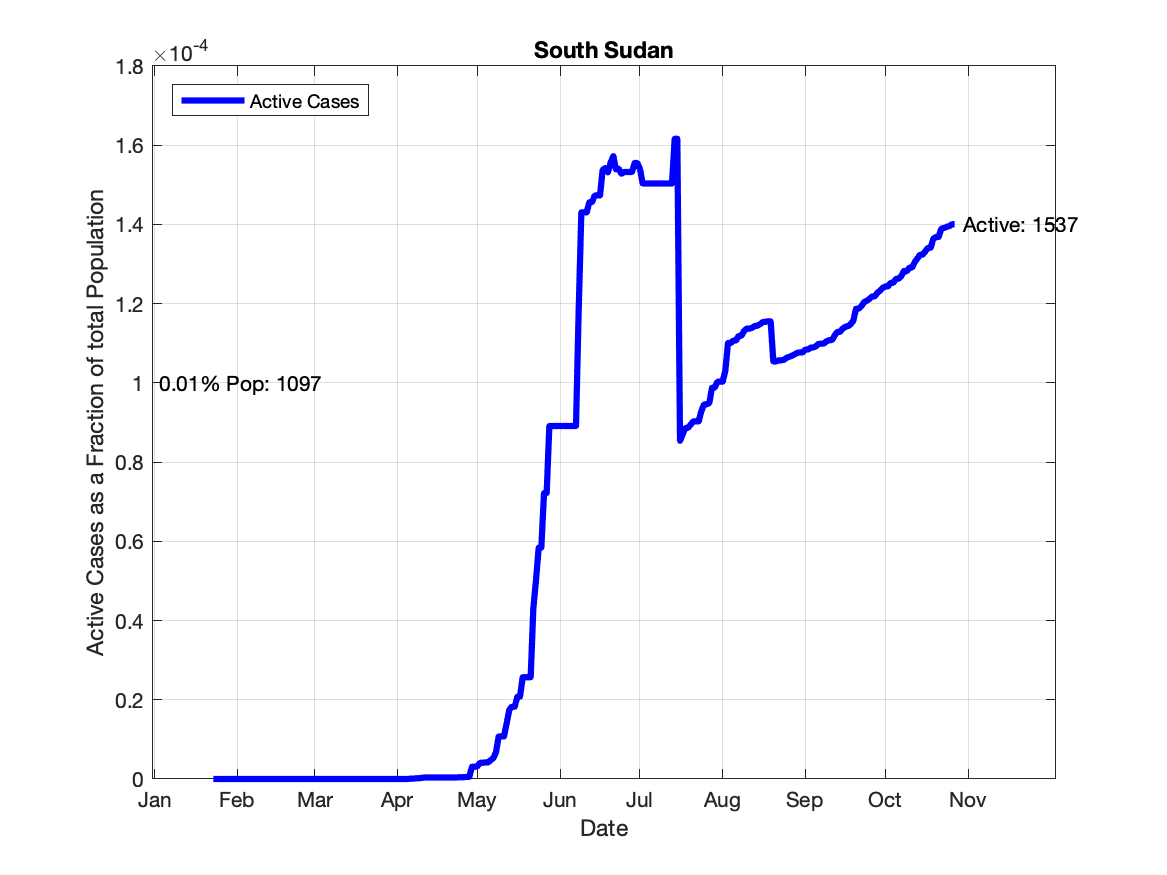 South Sudan
×10-4
Active Cases
1.8
1.6
1.4
1.2
1
0.8
0.6
0.4
0.2
0
Active Cases as a Fraction of total Population
0.01% Pop: 1097
Active: 1537
Jan Feb Mar Apr May Jun Jul Aug Sep Oct Nov
Date